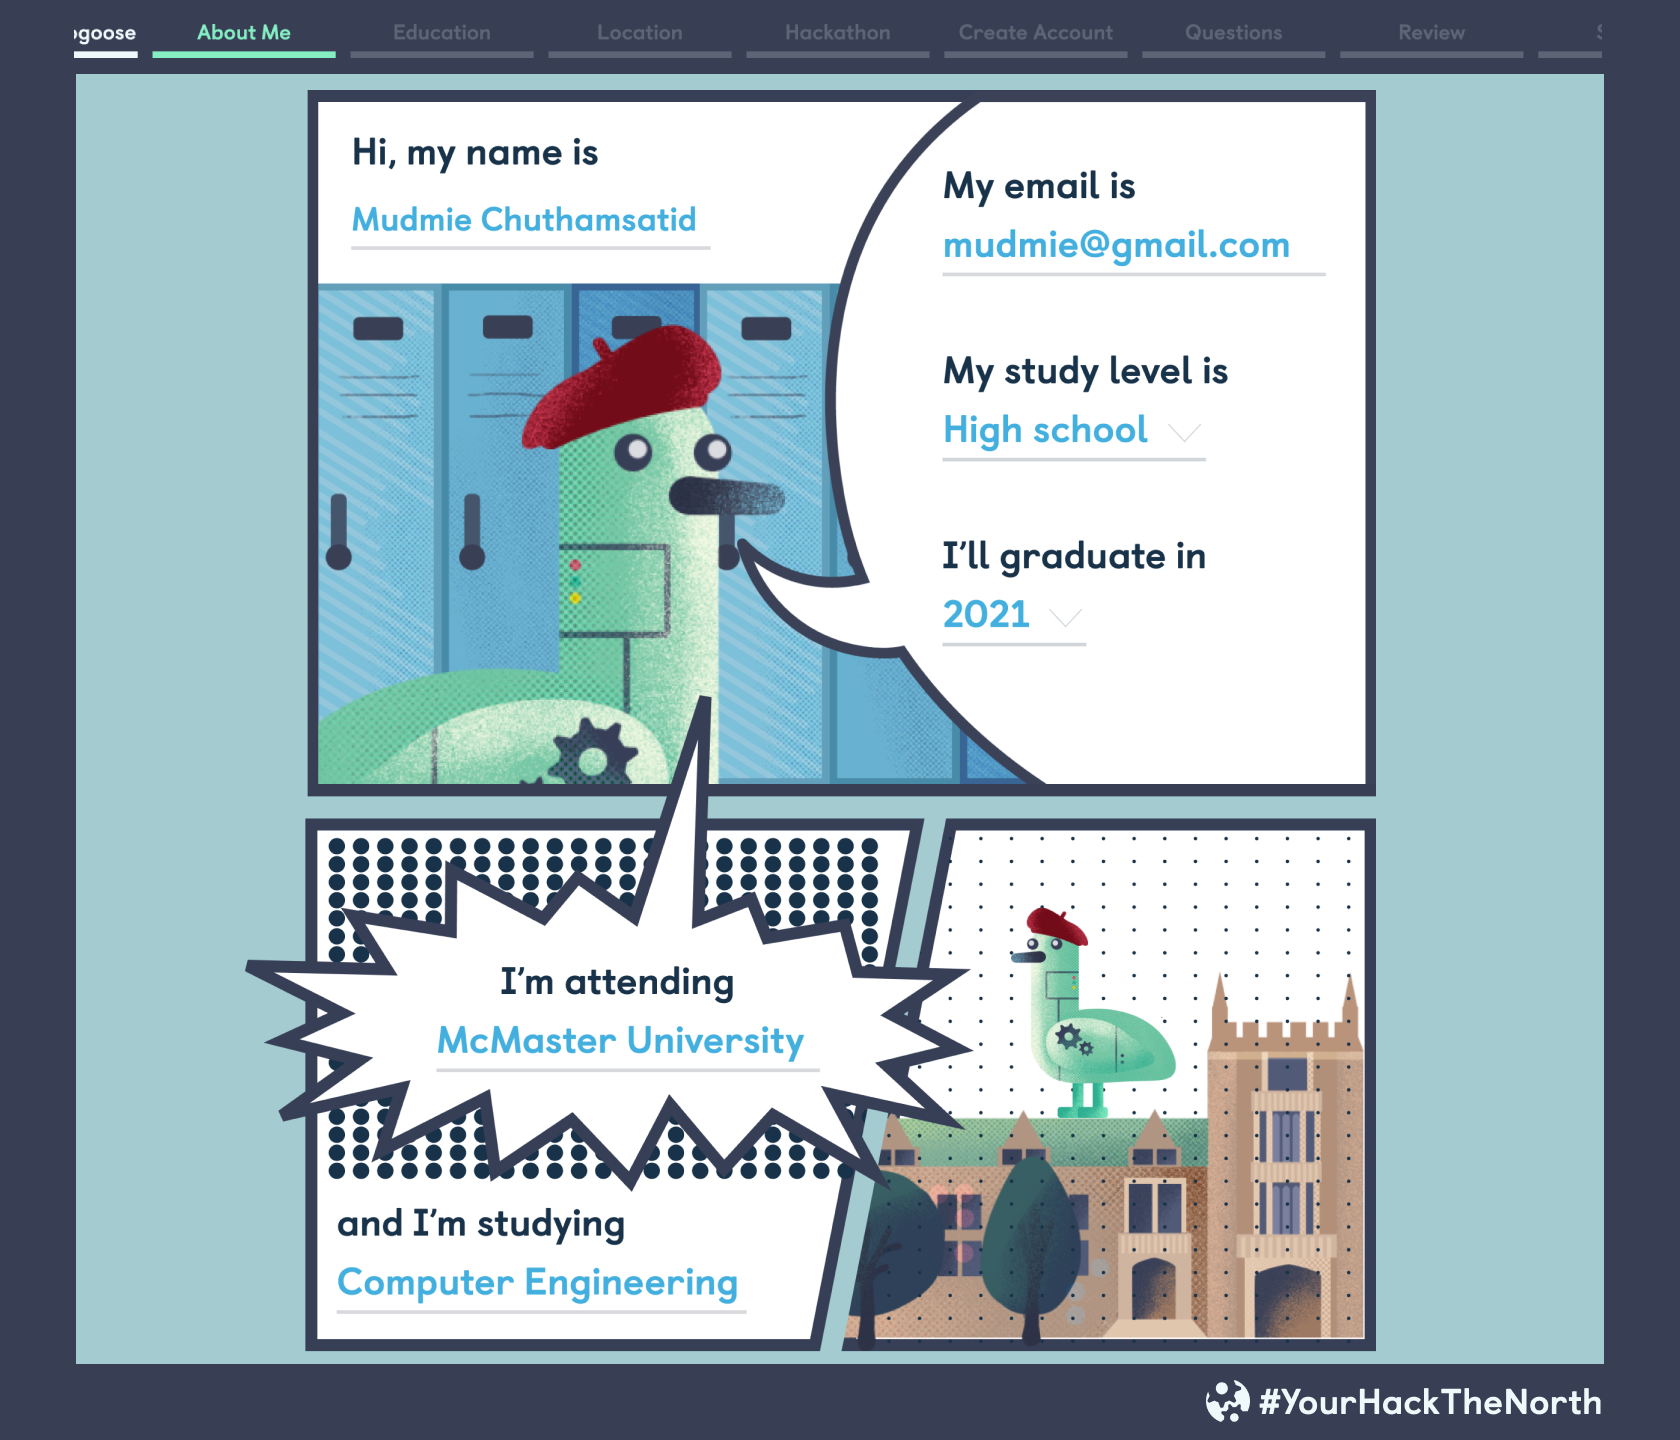 ogoose
About Me
Education
Location
Hackathon
Create Account
Questions
Review
S
Hi, my name is
Mudmie Chuthamsatid
My email is
mudmie@gmail.com
My study level is
High school
I'll graduate in
2021
I'm attending
McMaster University
and I'm studying
Computer Engineering
#YourHackTheNorth